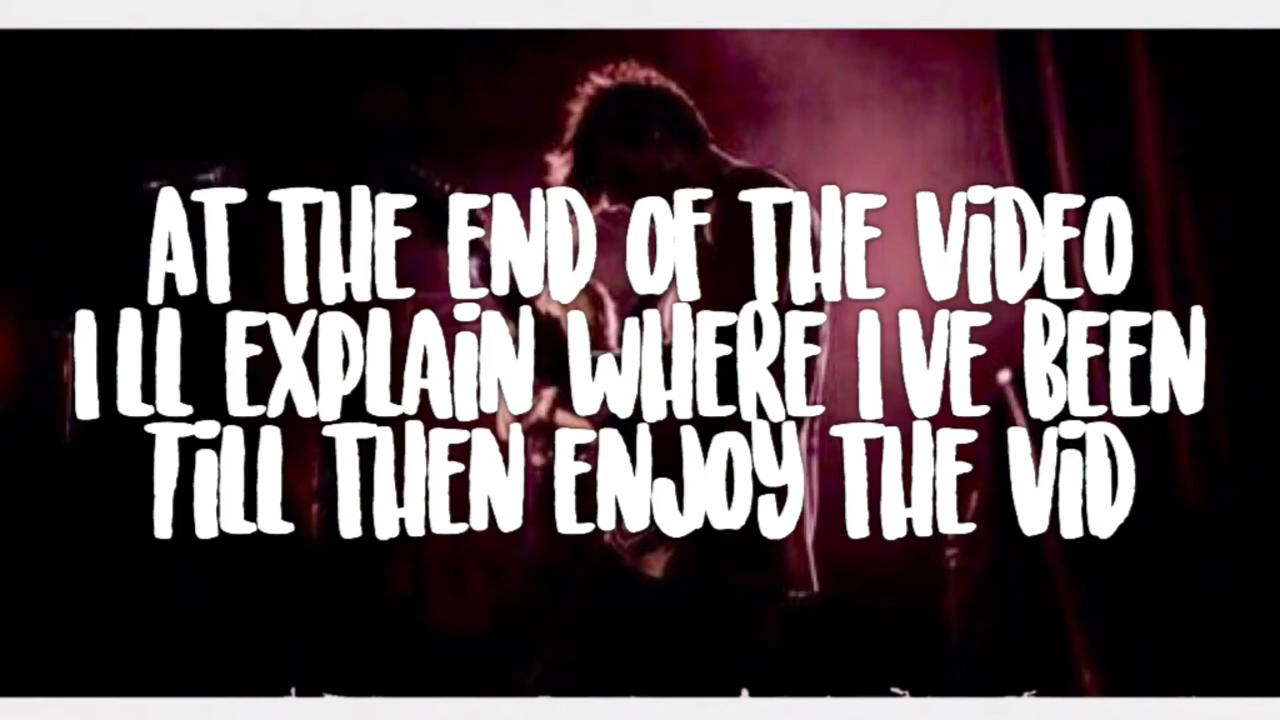 AT THE END OF THE ViDEO
I LL EXPLAiN WHERE I VE BEEN
TiLL THEN ENJOY THE ViD